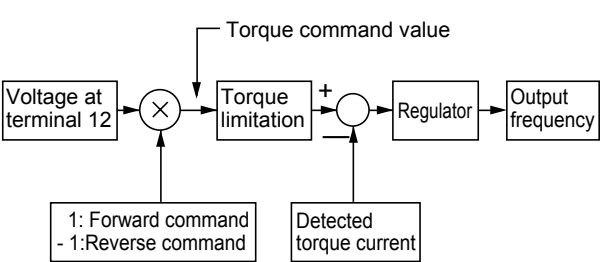 Torque command value
Voltage at
terminal 12
×
Torque
limitation
+
—
Regulator
Output
frequency
1: Forward command
- 1:Reverse command
Detected
torque current